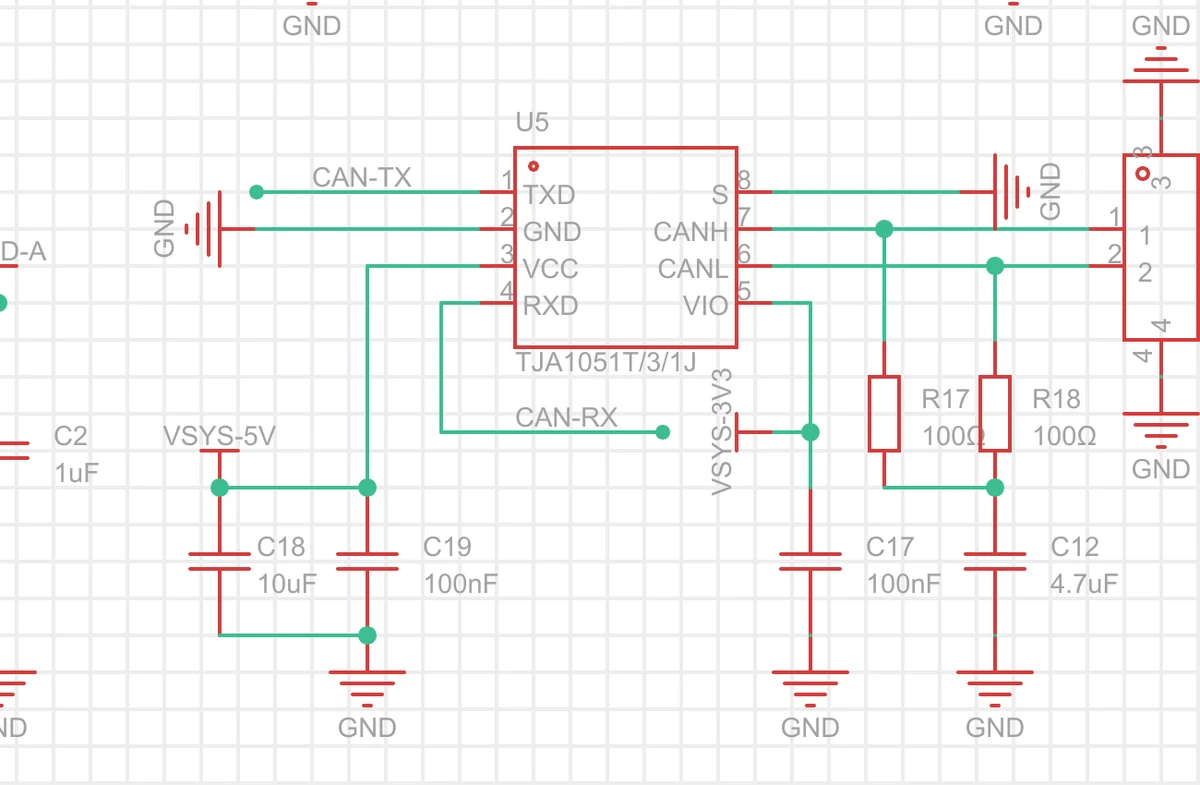 GND
GND
GND
U5
CAN-TX
1
TXD
S
8
GND
3
3
GND
2
GND
CANH
7
1
1
D-A
3
VCC
CANL
6
2
2
4
RXD
VIO
5
4
4
TJA1051T/3/1J
CAN-RX
VSYS-3V3
R17
100Ω
R18
100Ω
GND
C2
1uF
VSYS-5V
C18
10uF
C19
100nF
C17
100nF
C12
4.7uF
ND
GND
GND
GND